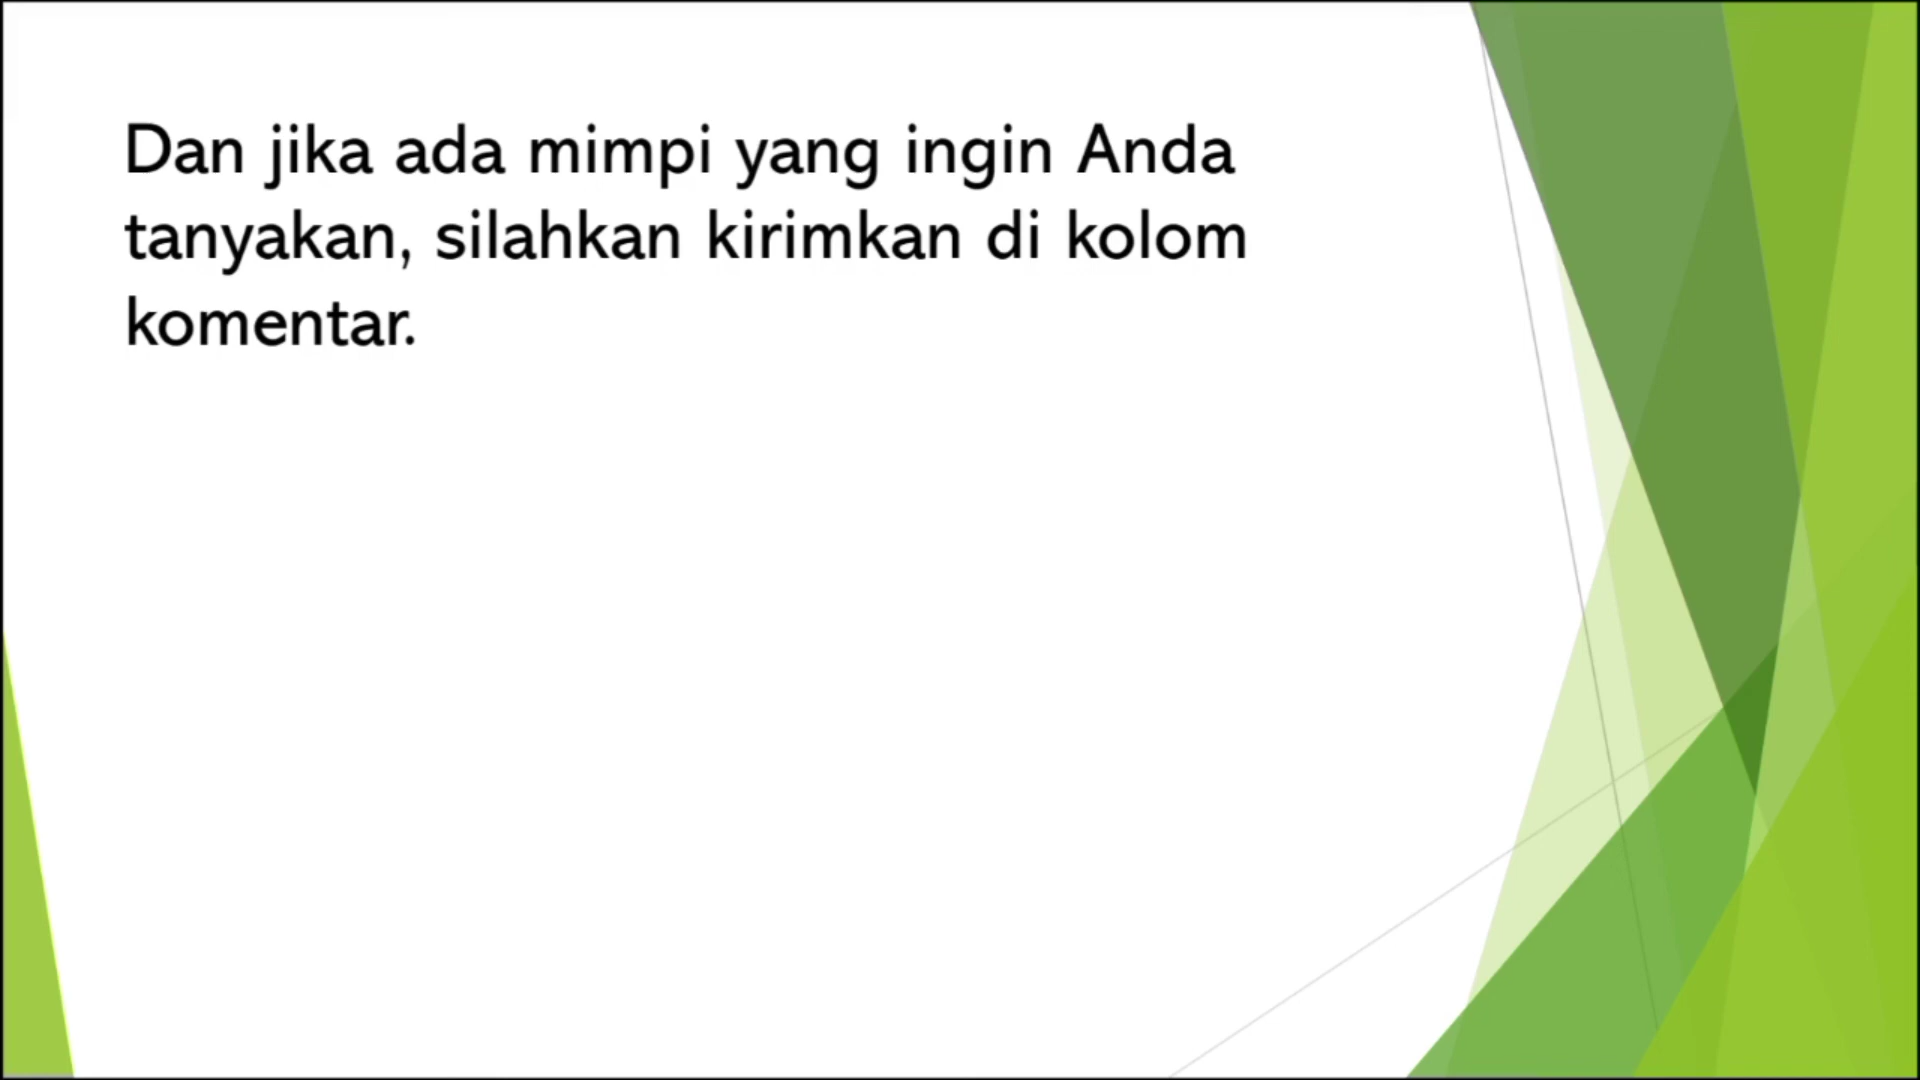 Dan jika ada mimpi yang ingin Anda
tanyakan, silahkan kirimkan di kolom
komentar.